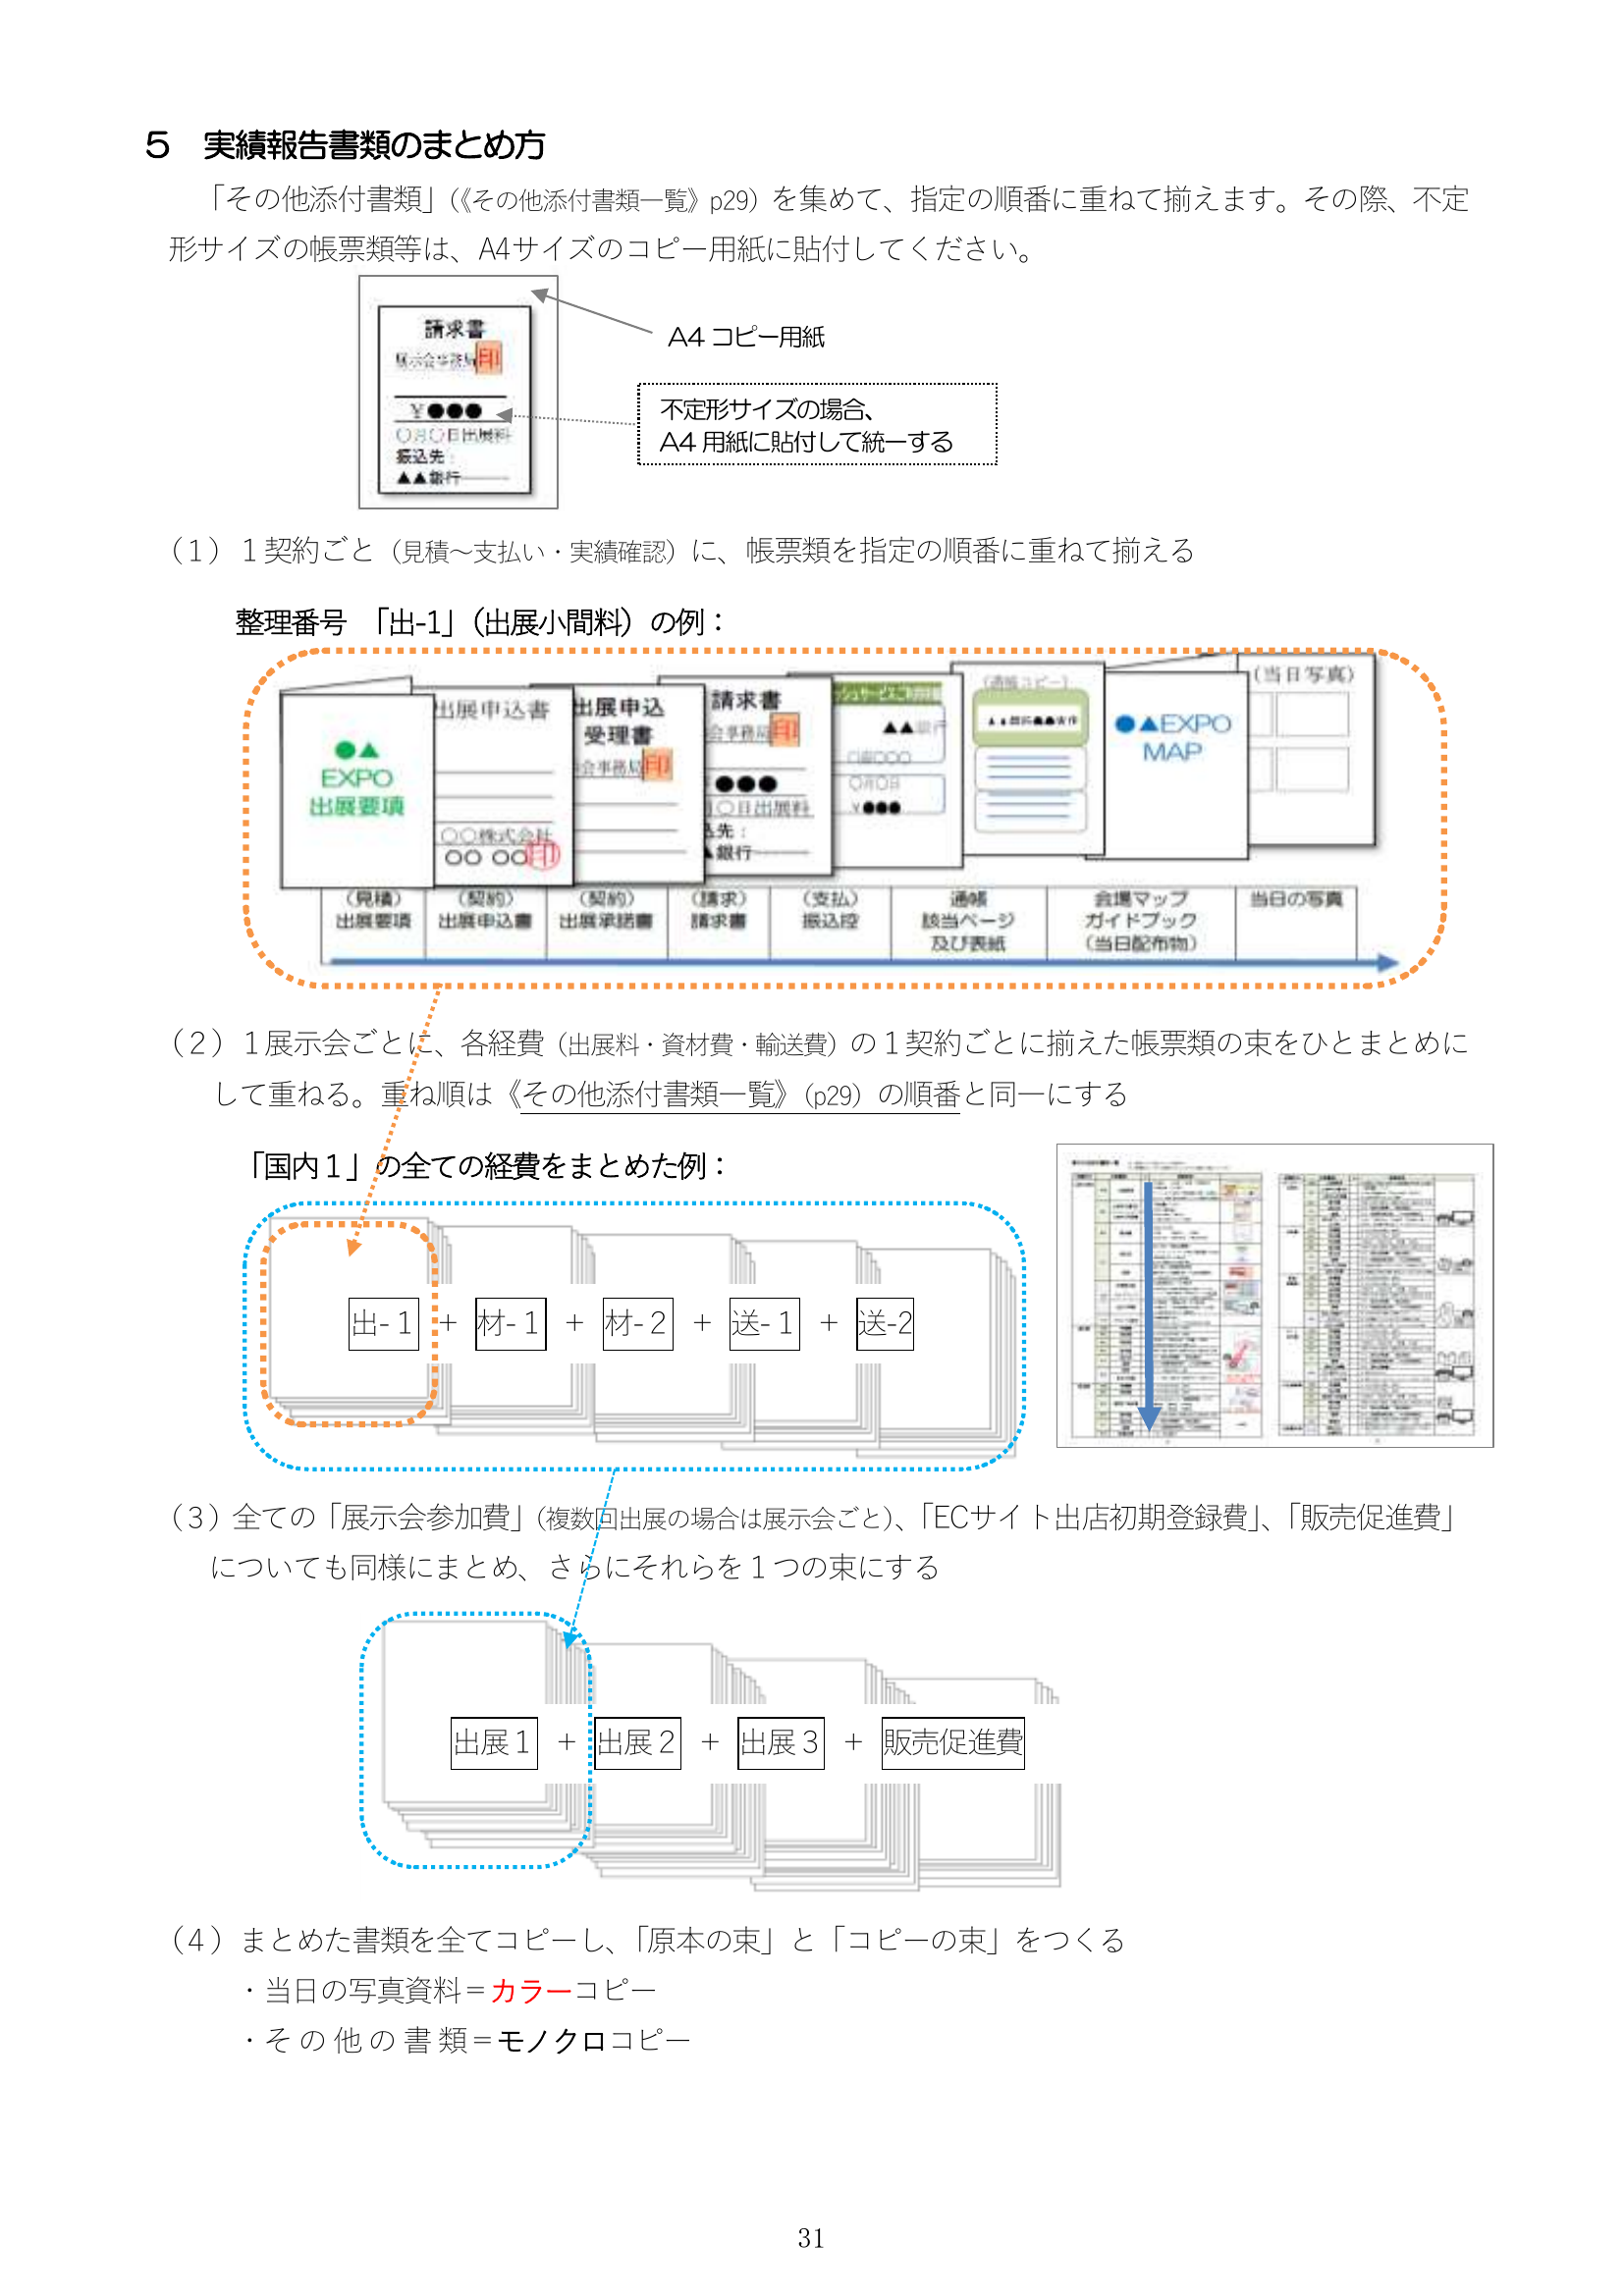 ５　実績報告書類のまとめ方
「その他添付書類」（《その他添付書類一覧》p29）を集めて、指定の順番に重ねて揃えます。その際、不定
形サイズの帳票類等は、A4サイズのコピー用紙に貼付してください。
請求書
展示会事務局 印
￥●●●
○月○日出展料
振込先：
▲▲銀行
A4 コピー用紙
不定形サイズの場合、
A4 用紙に貼付して統一する
（1）１契約ごと（見積～支払い・実績確認）に、帳票類を指定の順番に重ねて揃える
整理番号　「出-1」（出展小間料）の例：
●▲
EXPO
出展要項
出展申込書
○○株式会社
○○ ○○ 印
出展申込
受理書
会事務局 印
請求書
会事務局 印
●●●
○日出展料
先：
銀行
▲▲銀行
○月○日
￥●●●
（通帳コピー）
●▲EXPO
MAP
（当日写真）
（見積）
出展要項
（契約）
出展申込書
（契約）
出展承諾書
（請求）
請求書
（支払）
振込控
通帳
該当ページ
及び表紙
会場マップ
ガイドブック
（当日配布物）
当日の写真
（2）１展示会ごとに、各経費（出展料・資材費・輸送費）の１契約ごとに揃えた帳票類の束をひとまとめに
して重ねる。重ね順は《その他添付書類一覧》（p29）の順番と同一にする
「国内１」の全ての経費をまとめた例：
出-１ ＋ 材-１ ＋ 材-２ ＋ 送-１ ＋ 送-2
（3）全ての「展示会参加費」（複数回出展の場合は展示会ごと）、「ECサイト出店初期登録費」、「販売促進費」
についても同様にまとめ、さらにそれらを１つの束にする
出展１ ＋ 出展２ ＋ 出展３ ＋ 販売促進費
（4）まとめた書類を全てコピーし、「原本の束」と「コピーの束」をつくる
・当日の写真資料＝カラーコピー
・その他の書類＝モノクロコピー
31